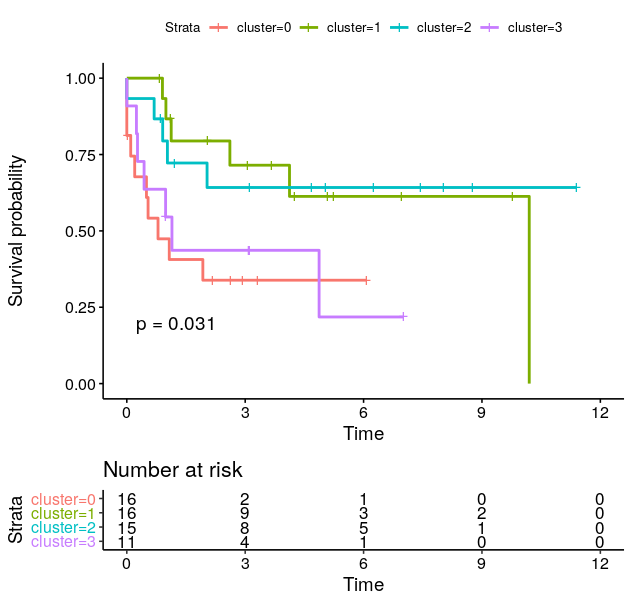 Strata cluster=0 cluster=1 cluster=2 cluster=3
Survival probability
1.00
0.75
0.50
0.25
0.00
p = 0.031
0 3 6 9 12
Time
Number at risk
Strata
cluster=0 16 2 1 0 0
cluster=1 16 9 3 2 0
cluster=2 15 8 5 1 0
cluster=3 11 4 1 0 0
0 3 6 9 12
Time